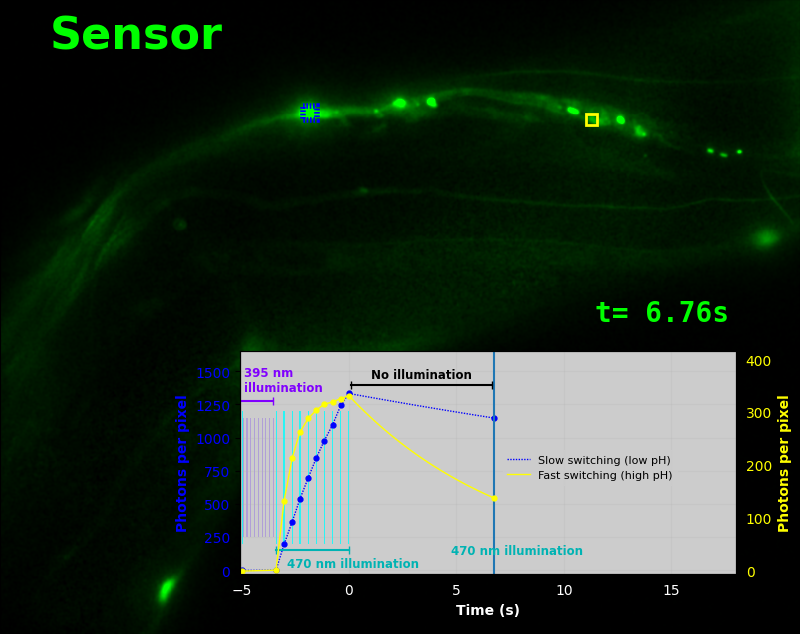 Sensor
t= 6.76s
395 nm
illumination
No illumination
Slow switching (low pH)
Fast switching (high pH)
470 nm illumination
470 nm illumination
Photons per pixel
1500
1250
1000
750
500
250
0
400
300
200
100
0
Photons per pixel
−5 0 5 10 15
Time (s)